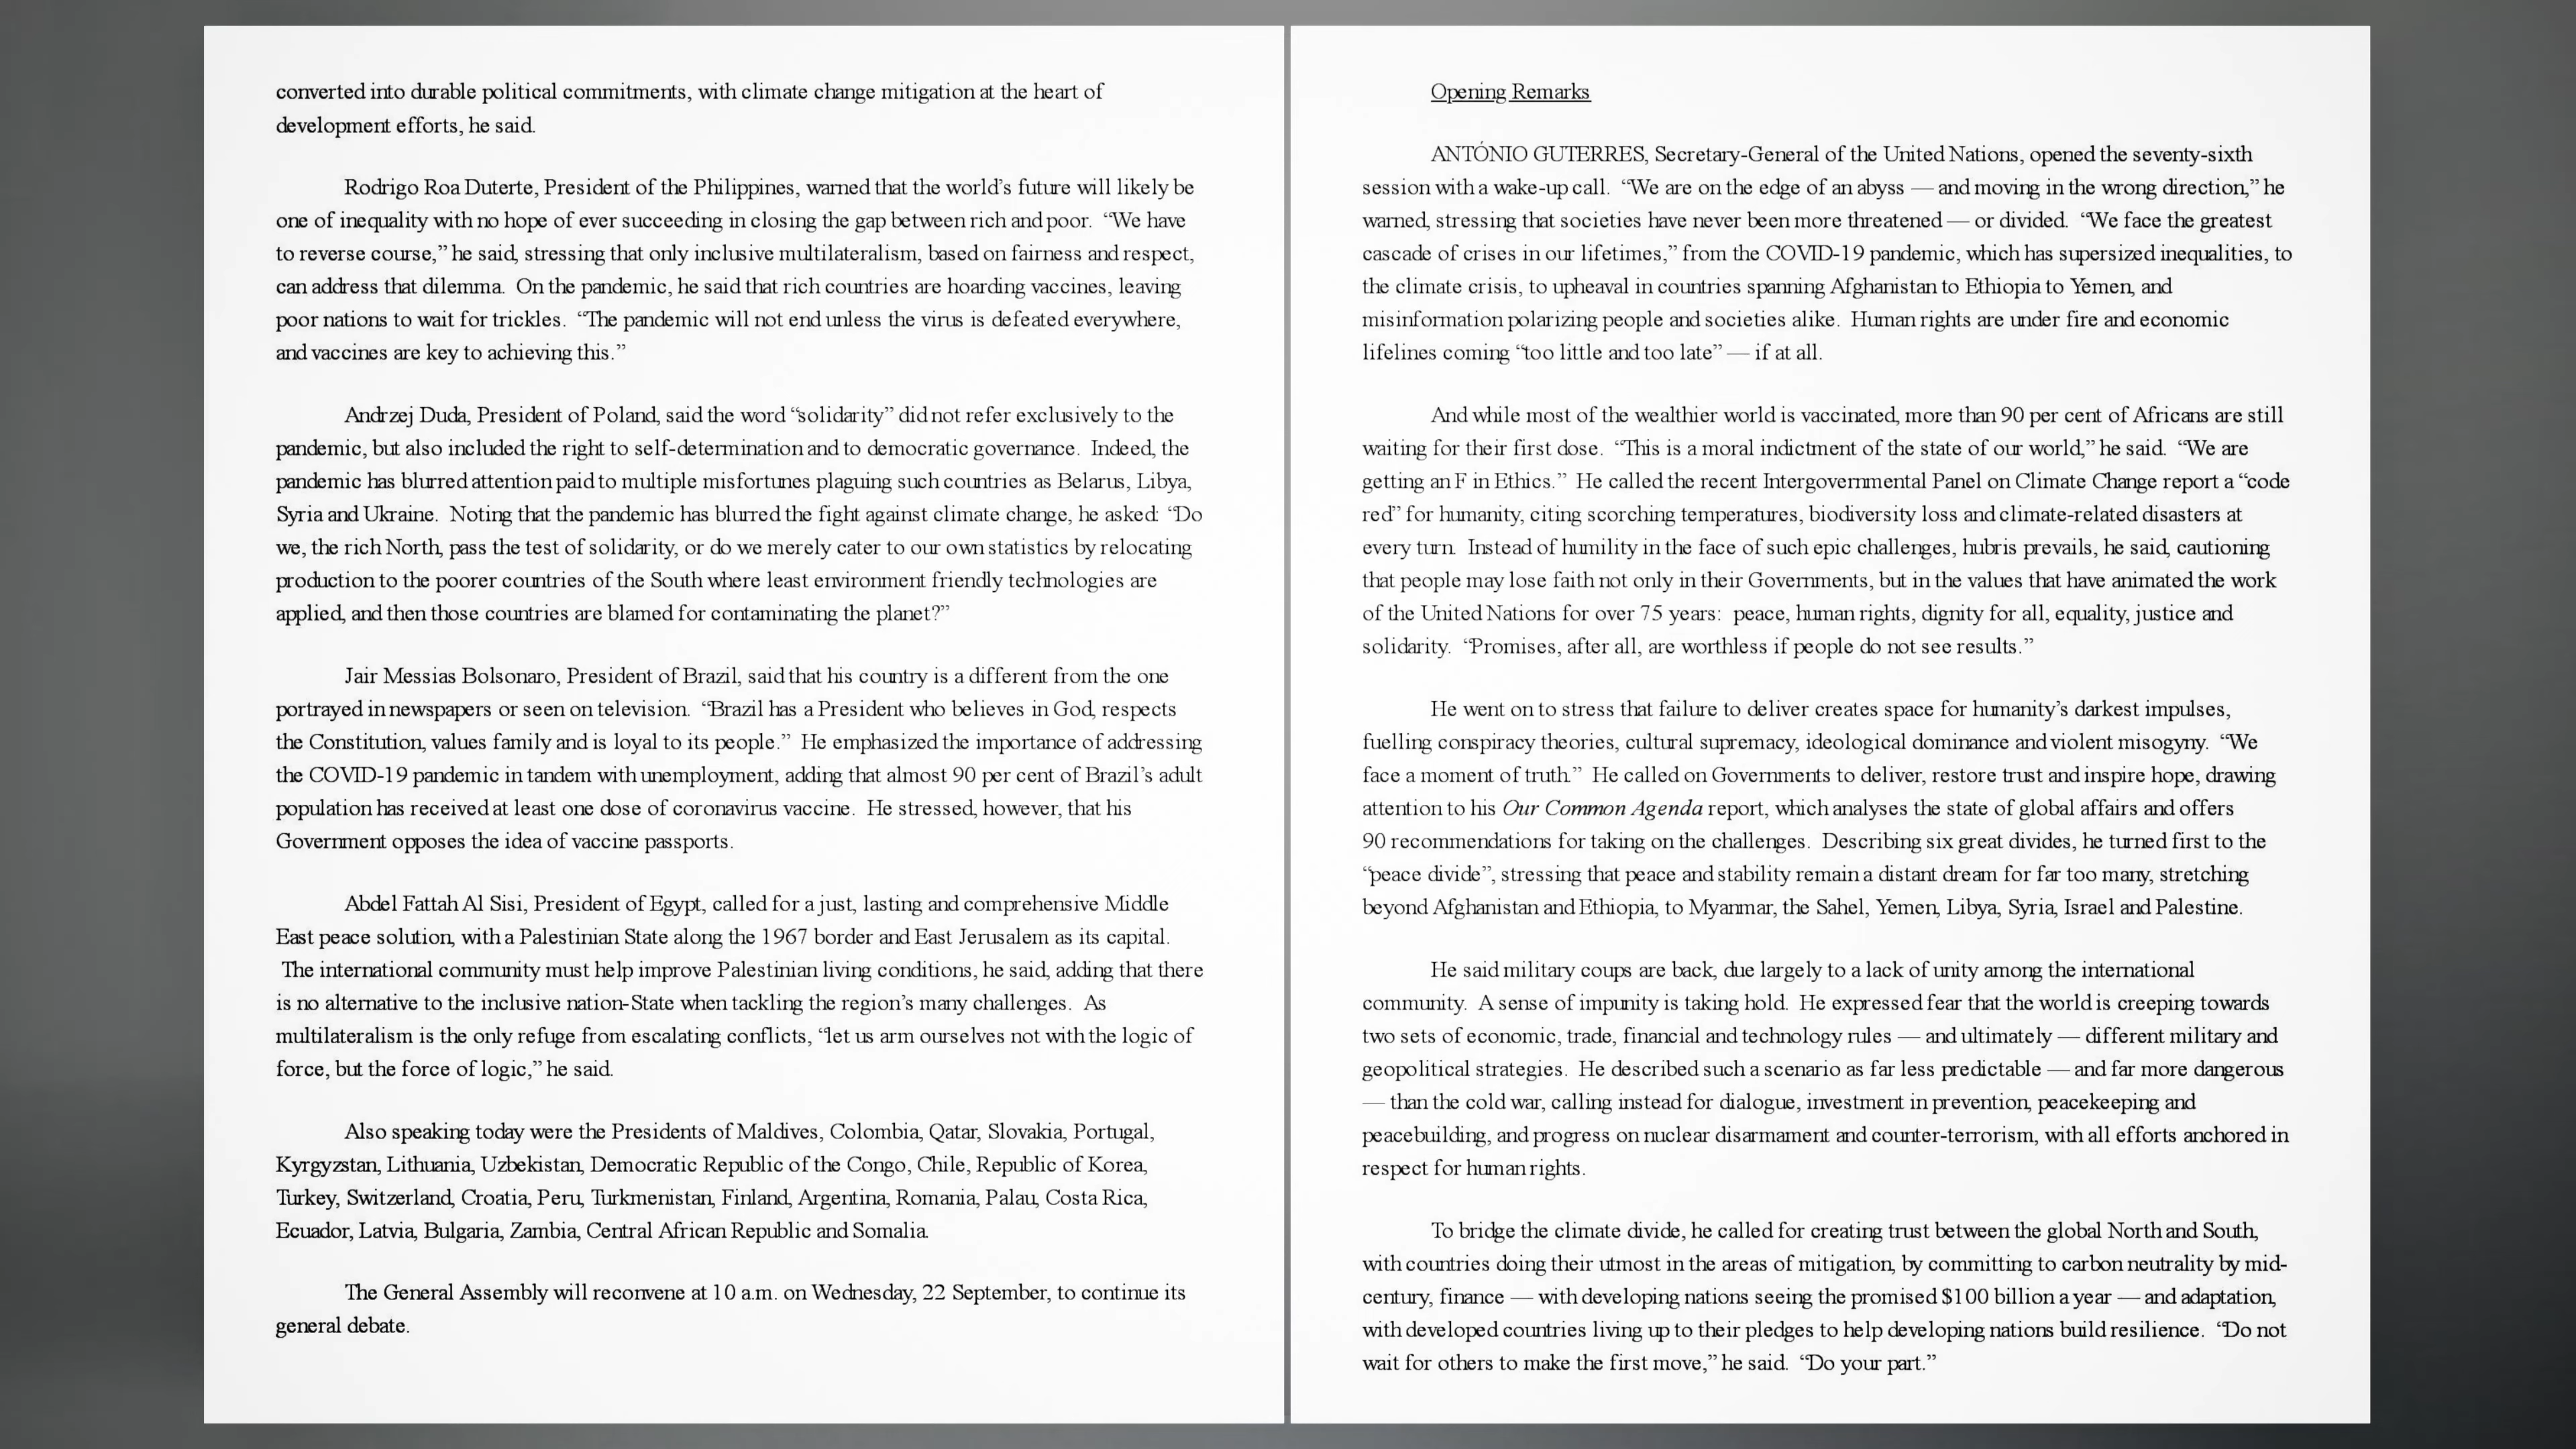 converted into durable political commitments, with climate change mitigation at the heart of
development efforts, he said.
Rodrigo Roa Duterte, President of the Philippines, warned that the world’s future will likely be
one of inequality with no hope of ever succeeding in closing the gap between rich and poor.  “We have
to reverse course,” he said, stressing that only inclusive multilateralism, based on fairness and respect,
can address that dilemma.  On the pandemic, he said that rich countries are hoarding vaccines, leaving
poor nations to wait for trickles.  “The pandemic will not end unless the virus is defeated everywhere,
and vaccines are key to achieving this.”
Andrzej Duda, President of Poland, said the word “solidarity” did not refer exclusively to the
pandemic, but also included the right to self-determination and to democratic governance.  Indeed, the
pandemic has blurred attention paid to multiple misfortunes plaguing such countries as Belarus, Libya,
Syria and Ukraine.  Noting that the pandemic has blurred the fight against climate change, he asked: “Do
we, the rich North, pass the test of solidarity, or do we merely cater to our own statistics by relocating
production to the poorer countries of the South where least environment friendly technologies are
applied, and then those countries are blamed for contaminating the planet?”
Jair Messias Bolsonaro, President of Brazil, said that his country is a different from the one
portrayed in newspapers or seen on television.  “Brazil has a President who believes in God, respects
the Constitution, values family and is loyal to its people.”  He emphasized the importance of addressing
the COVID-19 pandemic in tandem with unemployment, adding that almost 90 per cent of Brazil’s adult
population has received at least one dose of coronavirus vaccine.  He stressed, however, that his
Government opposes the idea of vaccine passports.
Abdel Fattah Al Sisi, President of Egypt, called for a just, lasting and comprehensive Middle
East peace solution, with a Palestinian State along the 1967 border and East Jerusalem as its capital.
The international community must help improve Palestinian living conditions, he said, adding that there
is no alternative to the inclusive nation-State when tackling the region’s many challenges.  As
multilateralism is the only refuge from escalating conflicts, “let us arm ourselves not with the logic of
force, but the force of logic,” he said.
Also speaking today were the Presidents of Maldives, Colombia, Qatar, Slovakia, Portugal,
Kyrgyzstan, Lithuania, Uzbekistan, Democratic Republic of the Congo, Chile, Republic of Korea,
Turkey, Switzerland, Croatia, Peru, Turkmenistan, Finland, Argentina, Romania, Palau, Costa Rica,
Ecuador, Latvia, Bulgaria, Zambia, Central African Republic and Somalia.
The General Assembly will reconvene at 10 a.m. on Wednesday, 22 September, to continue its
general debate.
Opening Remarks
ANTÓNIO GUTERRES, Secretary-General of the United Nations, opened the seventy-sixth
session with a wake-up call.  “We are on the edge of an abyss — and moving in the wrong direction,” he
warned, stressing that societies have never been more threatened — or divided.  “We face the greatest
cascade of crises in our lifetimes,” from the COVID-19 pandemic, which has supersized inequalities, to
the climate crisis, to upheaval in countries spanning Afghanistan to Ethiopia to Yemen, and
misinformation polarizing people and societies alike.  Human rights are under fire and economic
lifelines coming “too little and too late” — if at all.
And while most of the wealthier world is vaccinated, more than 90 per cent of Africans are still
waiting for their first dose.  “This is a moral indictment of the state of our world,” he said.  “We are
getting an F in Ethics.”  He called the recent Intergovernmental Panel on Climate Change report a “code
red” for humanity, citing scorching temperatures, biodiversity loss and climate-related disasters at
every turn.  Instead of humility in the face of such epic challenges, hubris prevails, he said, cautioning
that people may lose faith not only in their Governments, but in the values that have animated the work
of the United Nations for over 75 years:  peace, human rights, dignity for all, equality, justice and
solidarity.  “Promises, after all, are worthless if people do not see results.”
He went on to stress that failure to deliver creates space for humanity’s darkest impulses,
fuelling conspiracy theories, cultural supremacy, ideological dominance and violent misogyny.  “We
face a moment of truth.”  He called on Governments to deliver, restore trust and inspire hope, drawing
attention to his Our Common Agenda report, which analyses the state of global affairs and offers
90 recommendations for taking on the challenges.  Describing six great divides, he turned first to the
“peace divide”, stressing that peace and stability remain a distant dream for far too many, stretching
beyond Afghanistan and Ethiopia, to Myanmar, the Sahel, Yemen, Libya, Syria, Israel and Palestine.
He said military coups are back, due largely to a lack of unity among the international
community.  A sense of impunity is taking hold.  He expressed fear that the world is creeping towards
two sets of economic, trade, financial and technology rules — and ultimately — different military and
geopolitical strategies.  He described such a scenario as far less predictable — and far more dangerous
— than the cold war, calling instead for dialogue, investment in prevention, peacekeeping and
peacebuilding, and progress on nuclear disarmament and counter-terrorism, with all efforts anchored in
respect for human rights.
To bridge the climate divide, he called for creating trust between the global North and South,
with countries doing their utmost in the areas of mitigation, by committing to carbon neutrality by mid-
century, finance — with developing nations seeing the promised $100 billion a year — and adaptation,
with developed countries living up to their pledges to help developing nations build resilience.  “Do not
wait for others to make the first move,” he said.  “Do your part.”